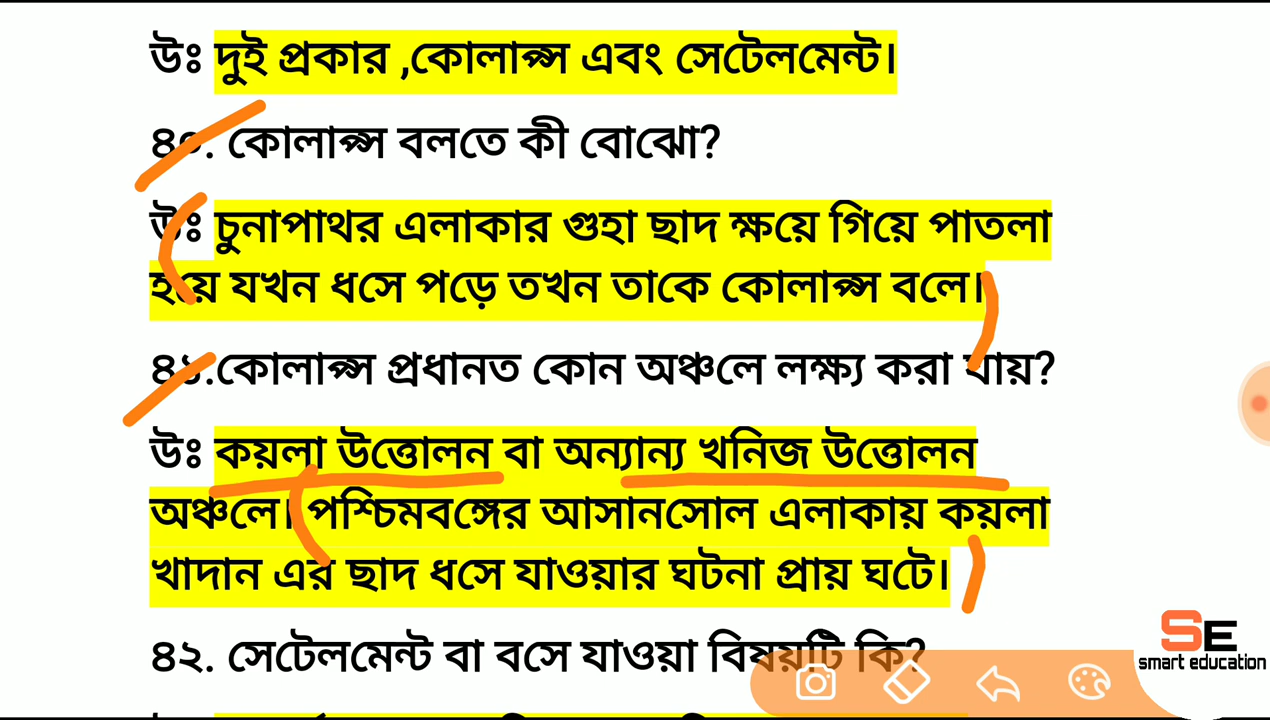 উঃ দুই প্রকার ,কোলাপ্স এবং সেটেলমেন্ট।
৪০. কোলাপ্স বলতে কী বোঝো?
উঃ চুনাপাথর এলাকার গুহা ছাদ ক্ষয়ে গিয়ে পাতলা
হয়ে যখন ধসে পড়ে তখন তাকে কোলাপ্স বলে।
৪১.কোলাপ্স প্রধানত কোন অঞ্চলে লক্ষ্য করা যায়?
উঃ কয়লা উত্তোলন বা অন্যান্য খনিজ উত্তোলন
অঞ্চলে। পশ্চিমবঙ্গের আসানসোল এলাকায় কয়লা
খাদান এর ছাদ ধসে যাওয়ার ঘটনা প্রায় ঘটে।
৪২. সেটেলমেন্ট বা বসে যাওয়া বিষয়টি কি?
SE
smart education